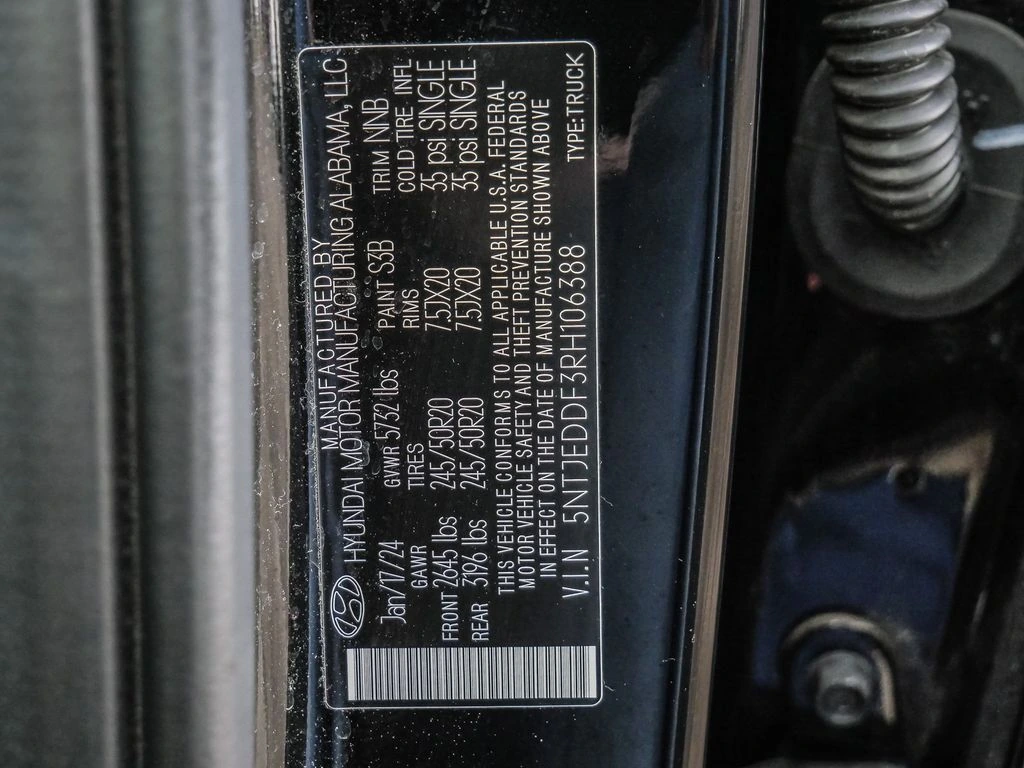 MANUFACTURED BY
HYUNDAI MOTOR MANUFACTURING ALABAMA, LLC
Jan/17/24 GVWR 5732 lbs PAINT S3B TRIM NNB
GAWR TIRES RIMS COLD TIRE INFL
FRONT 2645 lbs 245/50R20 7.5JX20 35 psi SINGLE
REAR 3196 lbs 245/50R20 7.5JX20 35 psi SINGLE
THIS VEHICLE CONFORMS TO ALL APPLICABLE U.S.A. FEDERAL
MOTOR VEHICLE SAFETY AND THEFT PREVENTION STANDARDS
IN EFFECT ON THE DATE OF MANUFACTURE SHOWN ABOVE
V.I.N 5NTJEDDF3RH106388 TYPE:TRUCK